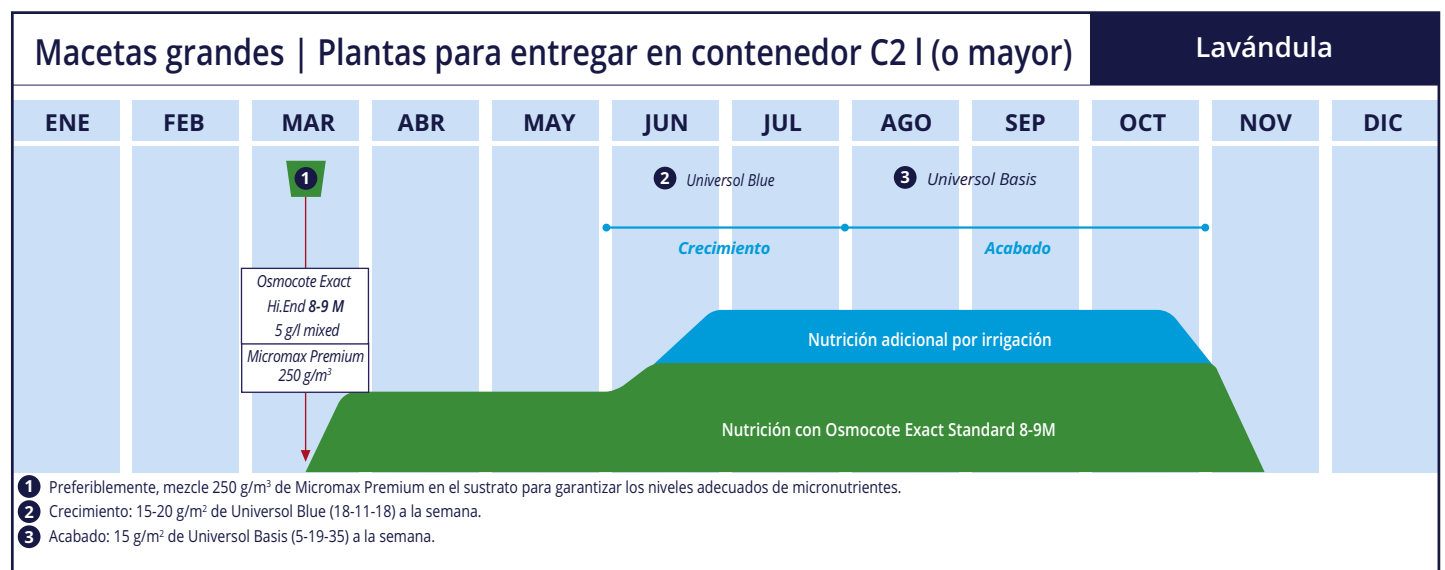 Macetas grandes | Plantas para entregar en contenedor C2 l (o mayor)
Lavándula
ENE FEB MAR ABR MAY JUN JUL AGO SEP OCT NOV DIC
1
2 Universol Blue
3 Universol Basis
Crecimiento
Acabado
Osmocote Exact
Hi.End 8-9 M
5 g/l mixed
Micromax Premium
250 g/m³
Nutrición adicional por irrigación
Nutrición con Osmocote Exact Standard 8-9M
1 Preferiblemente, mezcle 250 g/m³ de Micromax Premium en el sustrato para garantizar los niveles adecuados de micronutrientes.
2 Crecimiento: 15-20 g/m² de Universol Blue (18-11-18) a la semana.
3 Acabado: 15 g/m² de Universol Basis (5-19-35) a la semana.